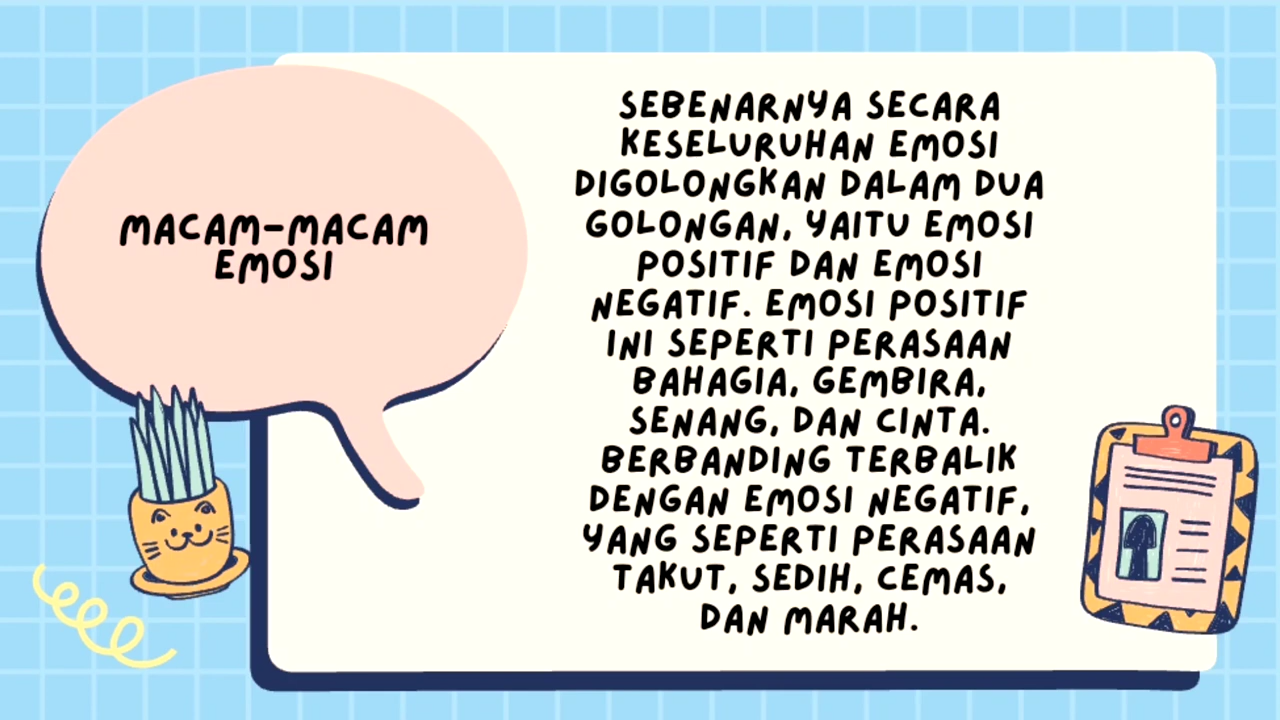 MACAM-MACAM
EMOSI
SEBENARNYA SECARA
KESELURUHAN EMOSI
DIGOLONGKAN DALAM DUA
GOLONGAN, YAITU EMOSI
POSITIF DAN EMOSI
NEGATIF. EMOSI POSITIF
INI SEPERTI PERASAAN
BAHAGIA, GEMBIRA,
SENANG, DAN CINTA.
BERBANDING TERBALIK
DENGAN EMOSI NEGATIF,
YANG SEPERTI PERASAAN
TAKUT, SEDIH, CEMAS,
DAN MARAH.